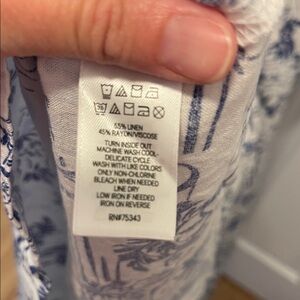 55% LINEN
45% RAYON/VISCOSE
TURN INSIDE OUT
MACHINE WASH COOL
DELICATE CYCLE
WASH WITH LIKE COLORS
ONLY NON-CHLORINE
BLEACH WHEN NEEDED
LINE DRY
LOW IRON IF NEEDED
IRON ON REVERSE
RN#75343